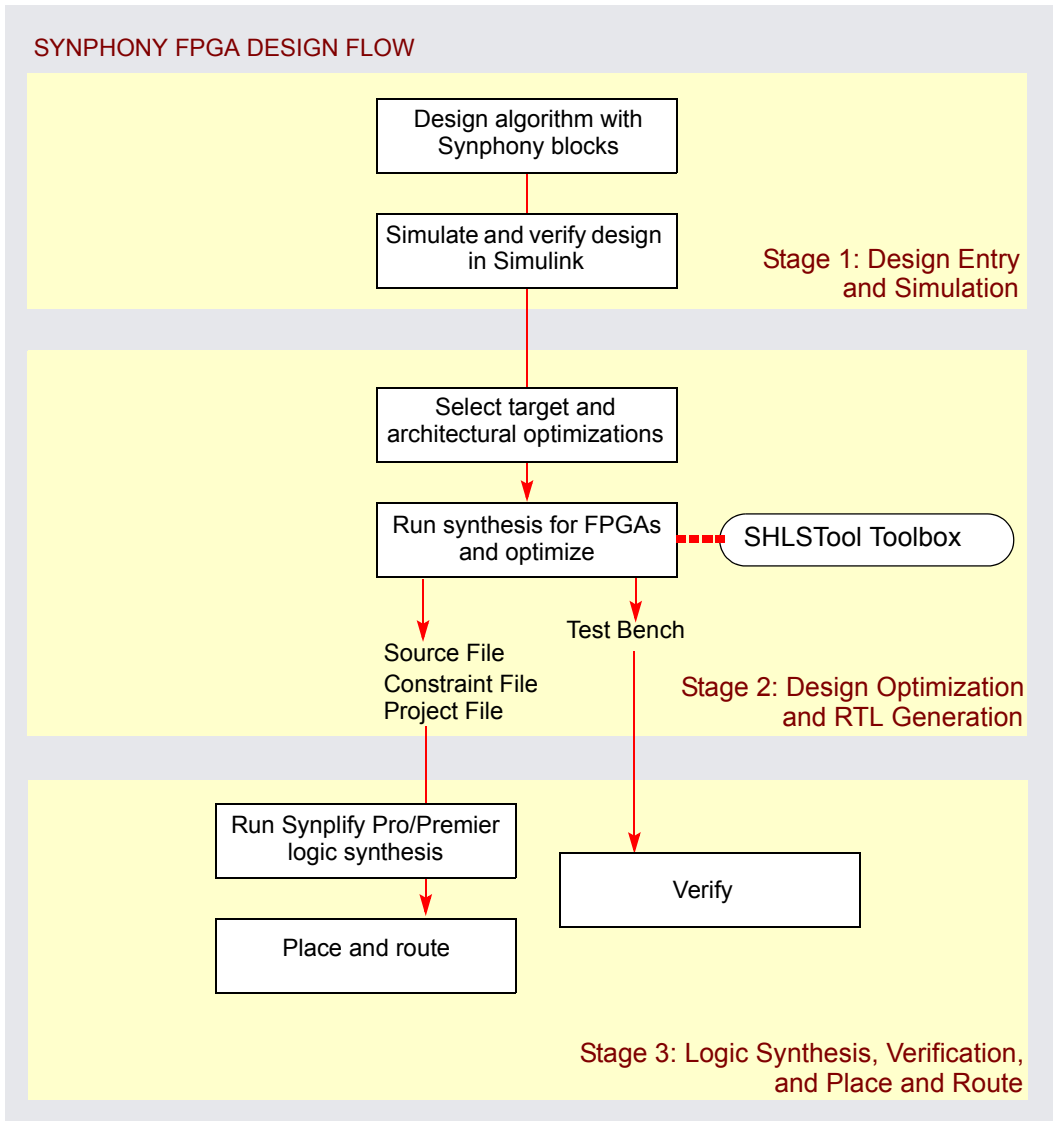 SYNPHONY FPGA DESIGN FLOW
Design algorithm with
Synphony blocks
Simulate and verify design
in Simulink
Stage 1: Design Entry
and Simulation
Select target and
architectural optimizations
Run synthesis for FPGAs
and optimize
SHLSTool Toolbox
Test Bench
Source File
Constraint File
Project File
Stage 2: Design Optimization
and RTL Generation
Run Synplify Pro/Premier
logic synthesis
Verify
Place and route
Stage 3: Logic Synthesis, Verification,
and Place and Route